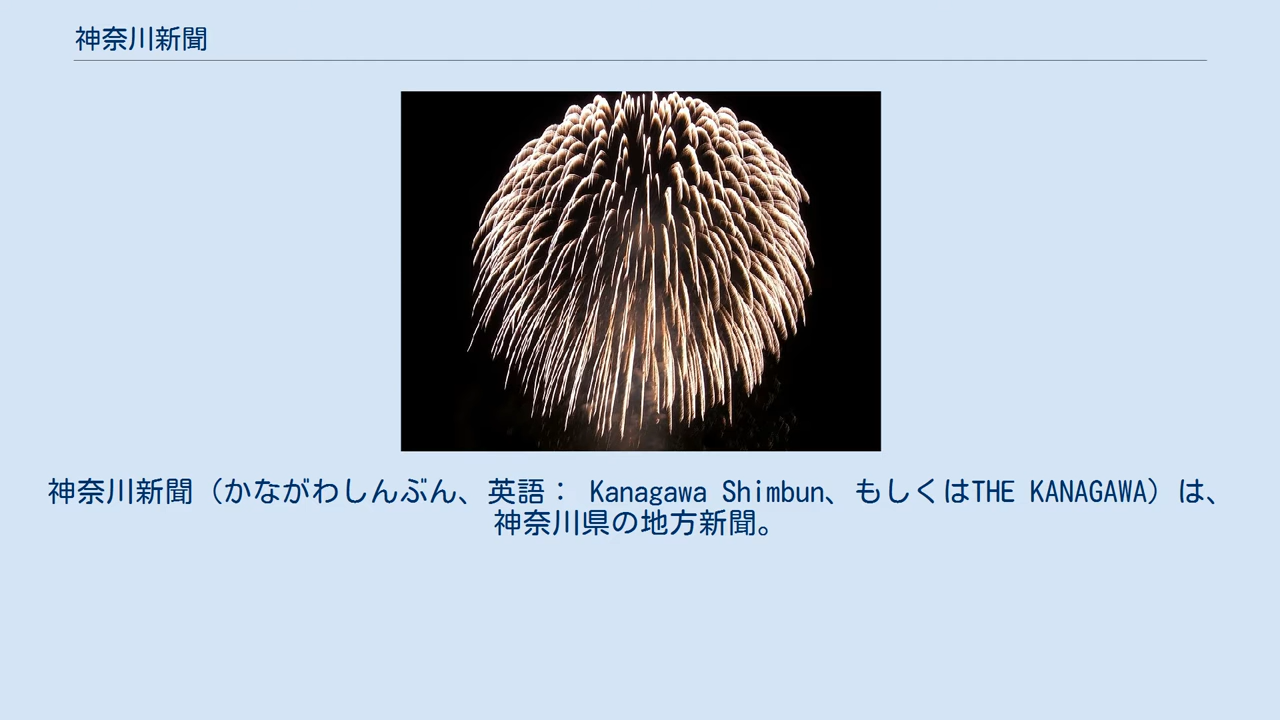 神奈川新聞
神奈川新聞（かながわしんぶん、英語： Kanagawa Shimbun、もしくはTHE KANAGAWA）は、
神奈川県の地方新聞。